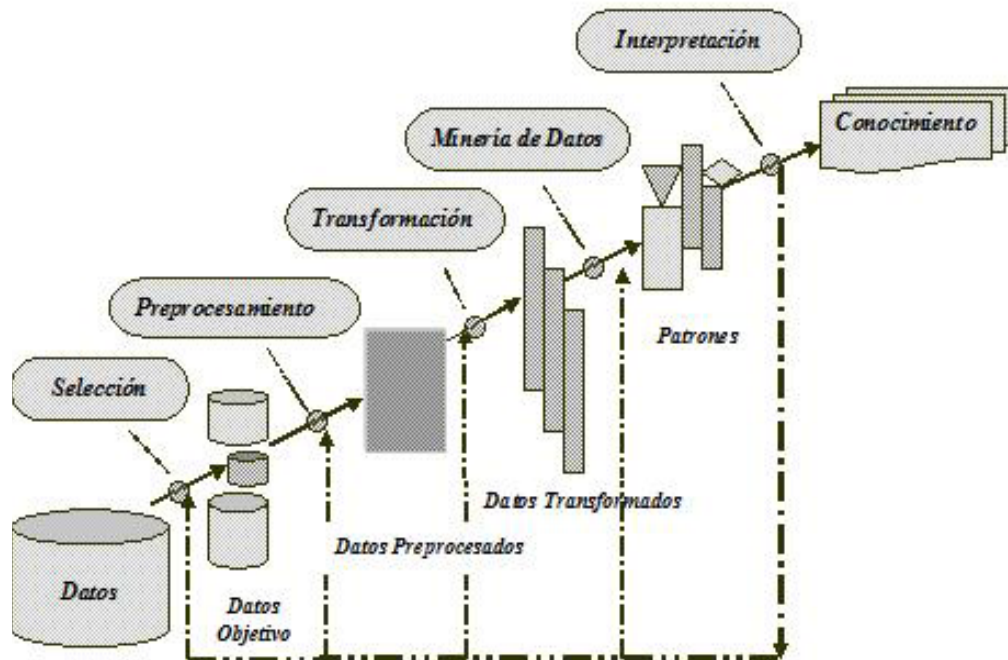 Interpretación
Conocimiento
Minería de Datos
Transformación
Preprocesamiento
Patrones
Selección
Datos Transformados
Datos Preprocesados
Datos
Datos
Objetivo